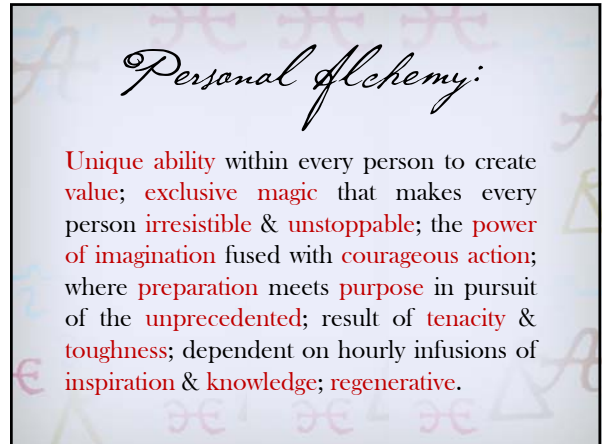 Personal Alchemy:
Unique ability within every person to create
value; exclusive magic that makes every
person irresistible & unstoppable; the power
of imagination fused with courageous action;
where preparation meets purpose in pursuit
of the unprecedented; result of tenacity &
toughness; dependent on hourly infusions of
inspiration & knowledge; regenerative.